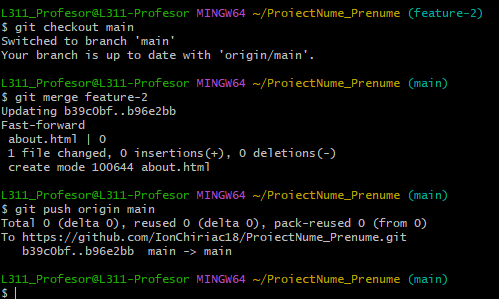 L311_Profesor@L311-Profesor MINGW64 ~/ProiectNume_Prenume (feature-2)
$ git checkout main
Switched to branch 'main'
Your branch is up to date with 'origin/main'.
L311_Profesor@L311-Profesor MINGW64 ~/ProiectNume_Prenume (main)
$ git merge feature-2
Updating b39c0bf..b96e2bb
Fast-forward
 about.html | 0
 1 file changed, 0 insertions(+), 0 deletions(-)
 create mode 100644 about.html
L311_Profesor@L311-Profesor MINGW64 ~/ProiectNume_Prenume (main)
$ git push origin main
Total 0 (delta 0), reused 0 (delta 0), pack-reused 0 (from 0)
To https://github.com/IonChiriac18/ProiectNume_Prenume.git
   b39c0bf..b96e2bb  main -> main
L311_Profesor@L311-Profesor MINGW64 ~/ProiectNume_Prenume (main)
$